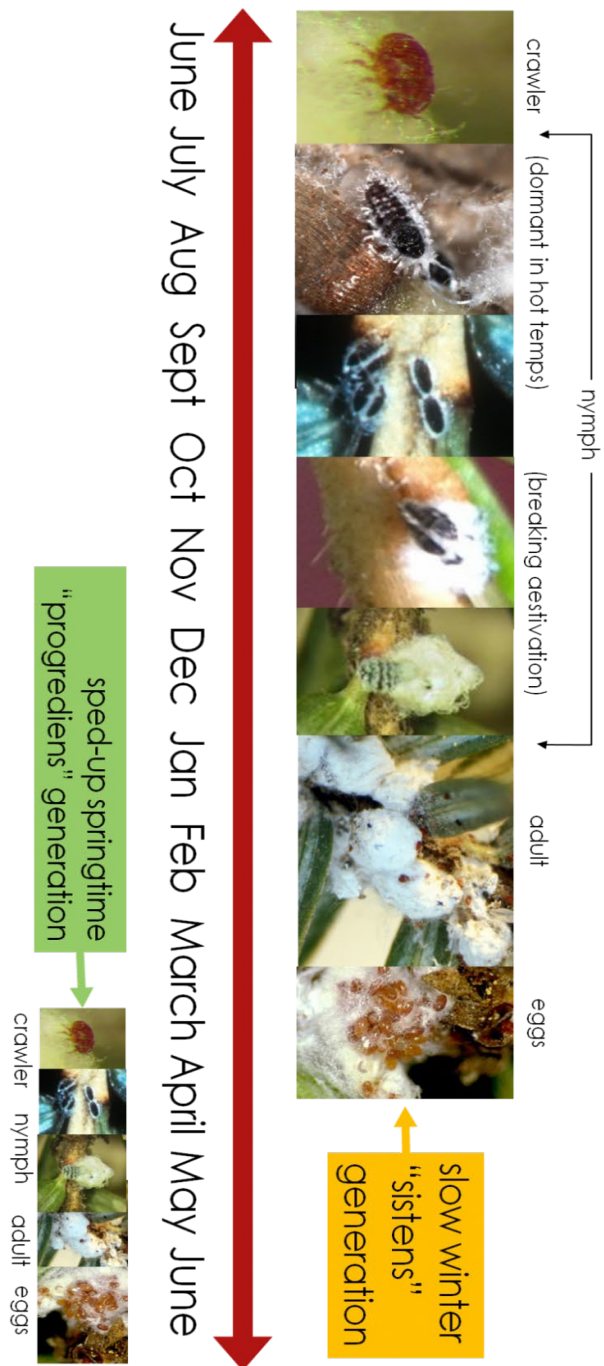 crawler
(dormant in hot temps)
nymph
(breaking aestivation)
adult
eggs
slow winter
“sistens”
generation
June July Aug Sept Oct Nov Dec Jan Feb March April May June
sped-up springtime
“progrediens” generation
crawler nymph adult eggs